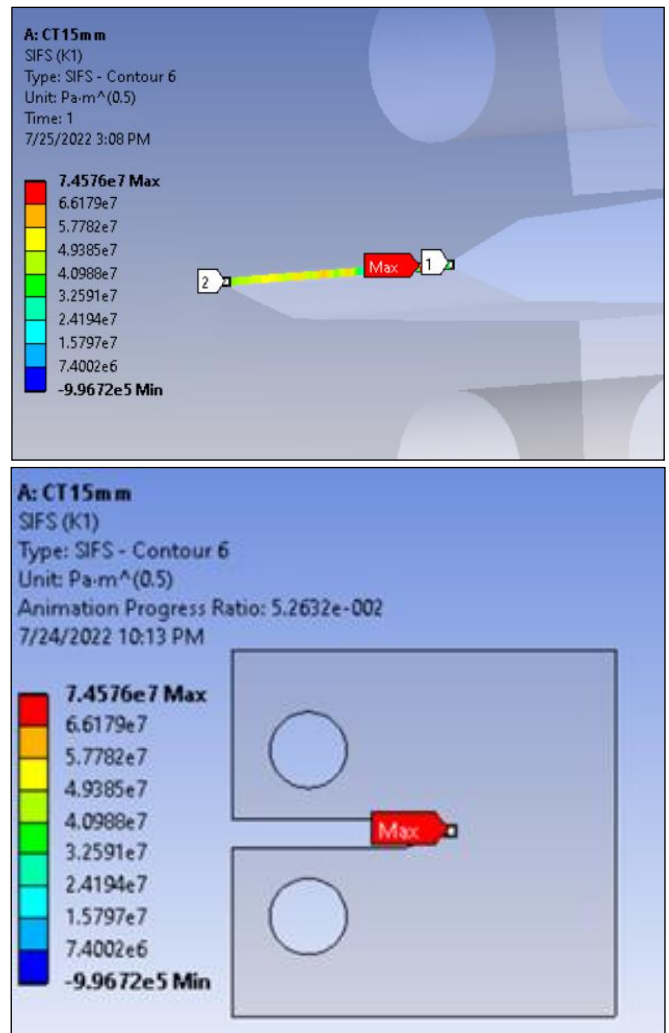 A: CT15mm
SIFS (K1)
Type: SIFS - Contour 6
Unit: Pa·m^(0.5)
Time: 1
7/25/2022 3:08 PM
7.4576e7 Max
6.6179e7
5.7782e7
4.9385e7
4.0988e7
3.2591e7
2.4194e7
1.5797e7
7.4002e6
-9.9672e5 Min
2
Max
1
A: CT15mm
SIFS (K1)
Type: SIFS - Contour 6
Unit: Pa·m^(0.5)
Animation Progress Ratio: 5.2632e-002
7/24/2022 10:13 PM
7.4576e7 Max
6.6179e7
5.7782e7
4.9385e7
4.0988e7
3.2591e7
2.4194e7
1.5797e7
7.4002e6
-9.9672e5 Min
Max